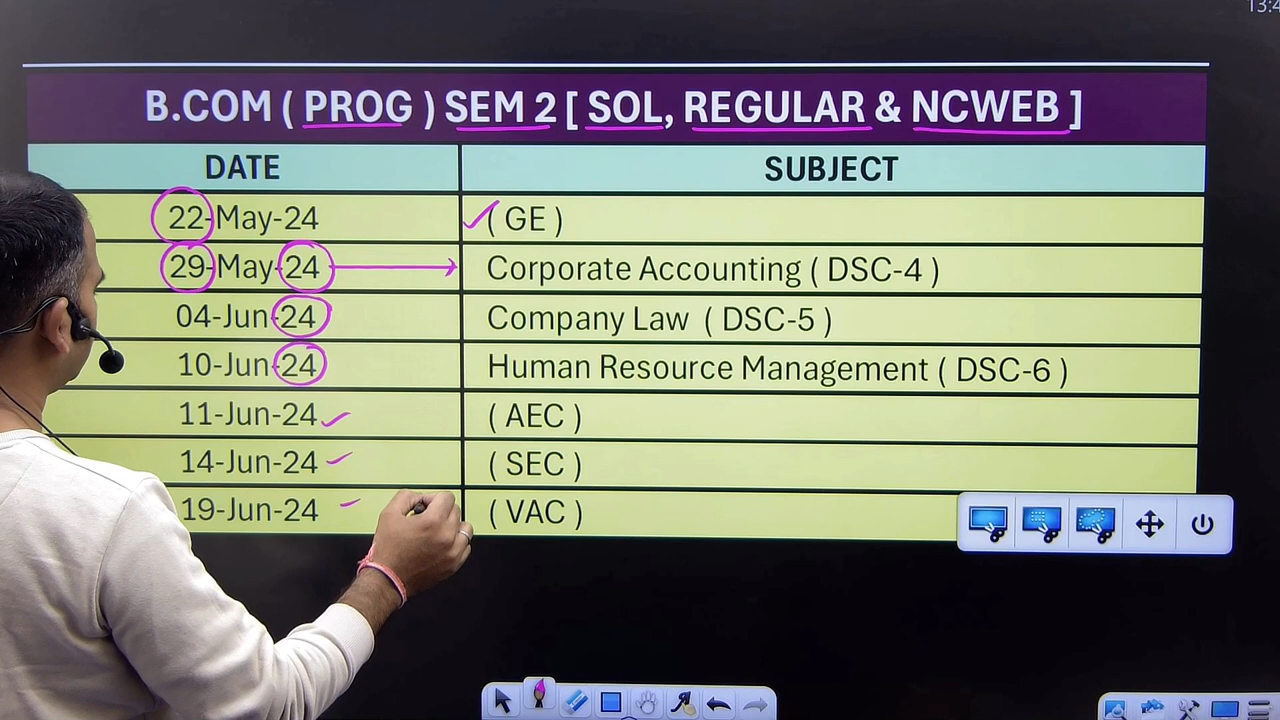 B.COM ( PROG ) SEM 2 [ SOL, REGULAR & NCWEB ]
DATE SUBJECT
22-May-24 ( GE )
29-May-24 Corporate Accounting ( DSC-4 )
04-Jun-24 Company Law ( DSC-5 )
10-Jun-24 Human Resource Management ( DSC-6 )
11-Jun-24 ( AEC )
14-Jun-24 ( SEC )
19-Jun-24 ( VAC )